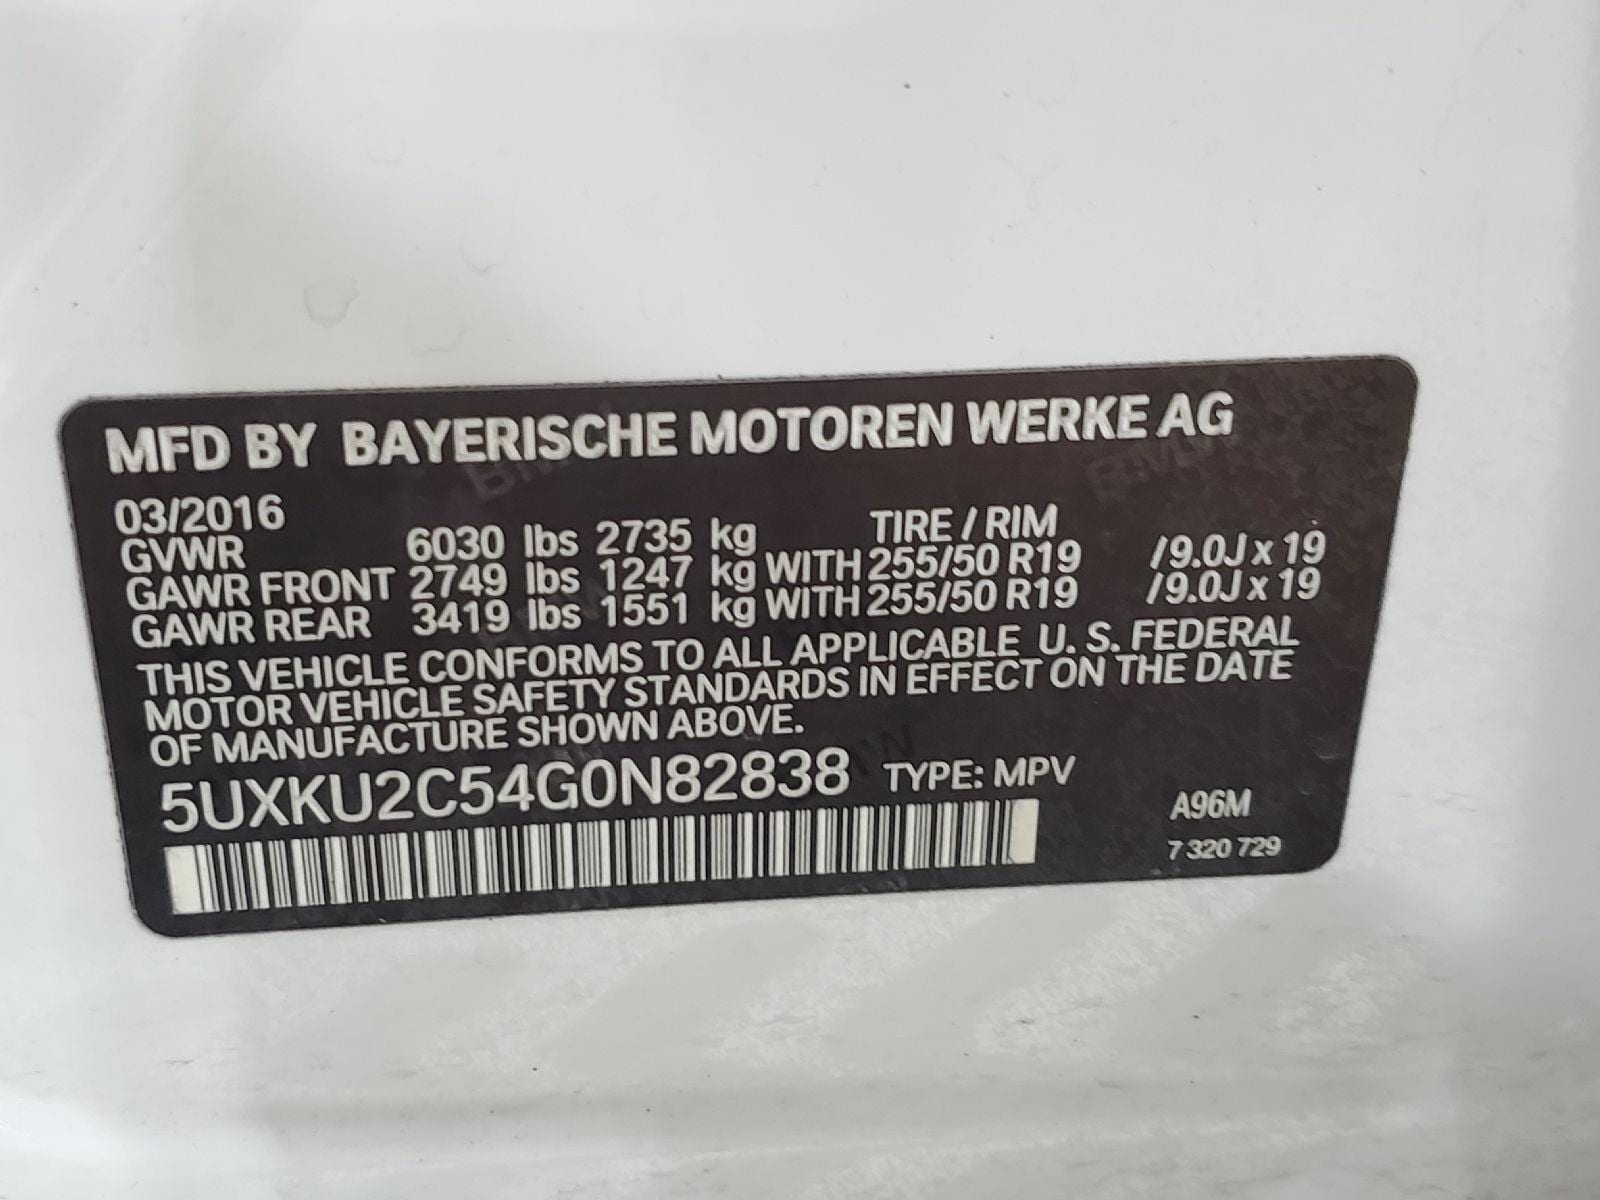 MFD BY BAYERISCHE MOTOREN WERKE AG
03/2016 TIRE / RIM
GVWR 6030 lbs 2735 kg
GAWR FRONT 2749 lbs 1247 kg WITH 255/50 R19 /9.0J x 19
GAWR REAR 3419 lbs 1551 kg WITH 255/50 R19 /9.0J x 19
THIS VEHICLE CONFORMS TO ALL APPLICABLE U. S. FEDERAL
MOTOR VEHICLE SAFETY STANDARDS IN EFFECT ON THE DATE
OF MANUFACTURE SHOWN ABOVE.
5UXKU2C54G0N82838 TYPE: MPV
A96M
7 320 729